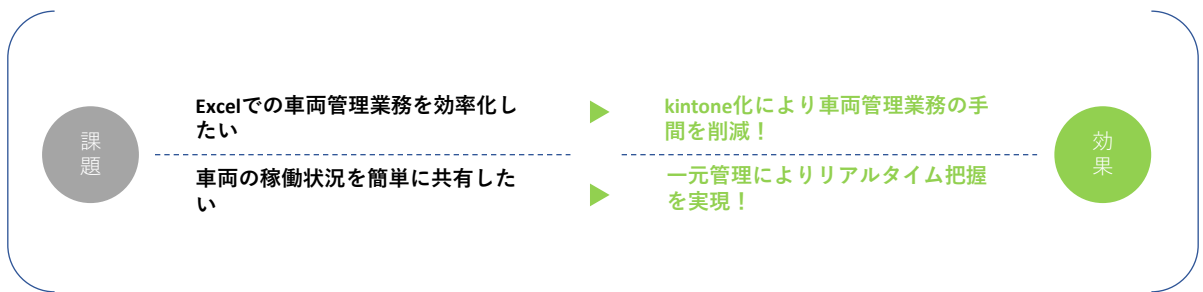 課
題
Excelでの車両管理業務を効率化し
たい
車両の稼働状況を簡単に共有した
い
kintone化により車両管理業務の手
間を削減！
一元管理によりリアルタイム把握
を実現！
効
果